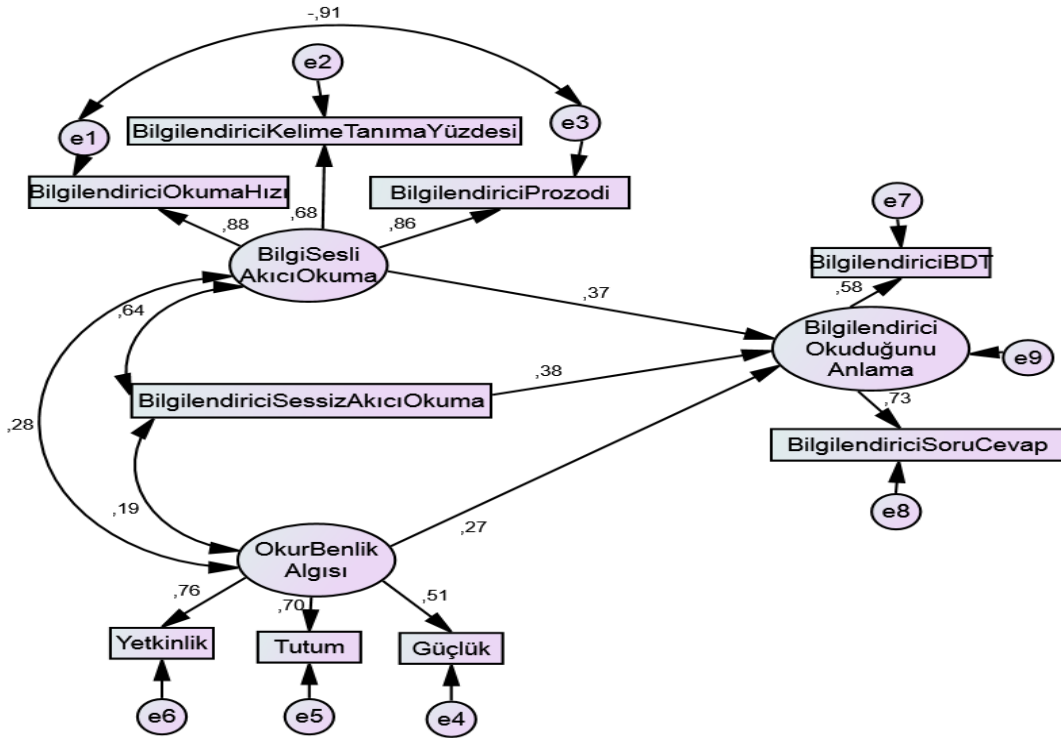 -,91
e2
e1
e3
BilgilendiriciKelimeTanımaYüzdesi
BilgilendiriciOkumaHızı
BilgilendiriciProzodi
,88
,68
,86
BilgiSesli
AkıcıOkuma
e7
BilgilendiriciBDT
,58
,37
,64
Bilgilendirici
Okuduğunu
Anlama
e9
,38
BilgilendiriciSessizAkıcıOkuma
,73
,28
BilgilendiriciSoruCevap
,19
e8
,27
OkurBenlik
Algısı
,76
,70
,51
Yetkinlik
Tutum
Güçlük
e6
e5
e4